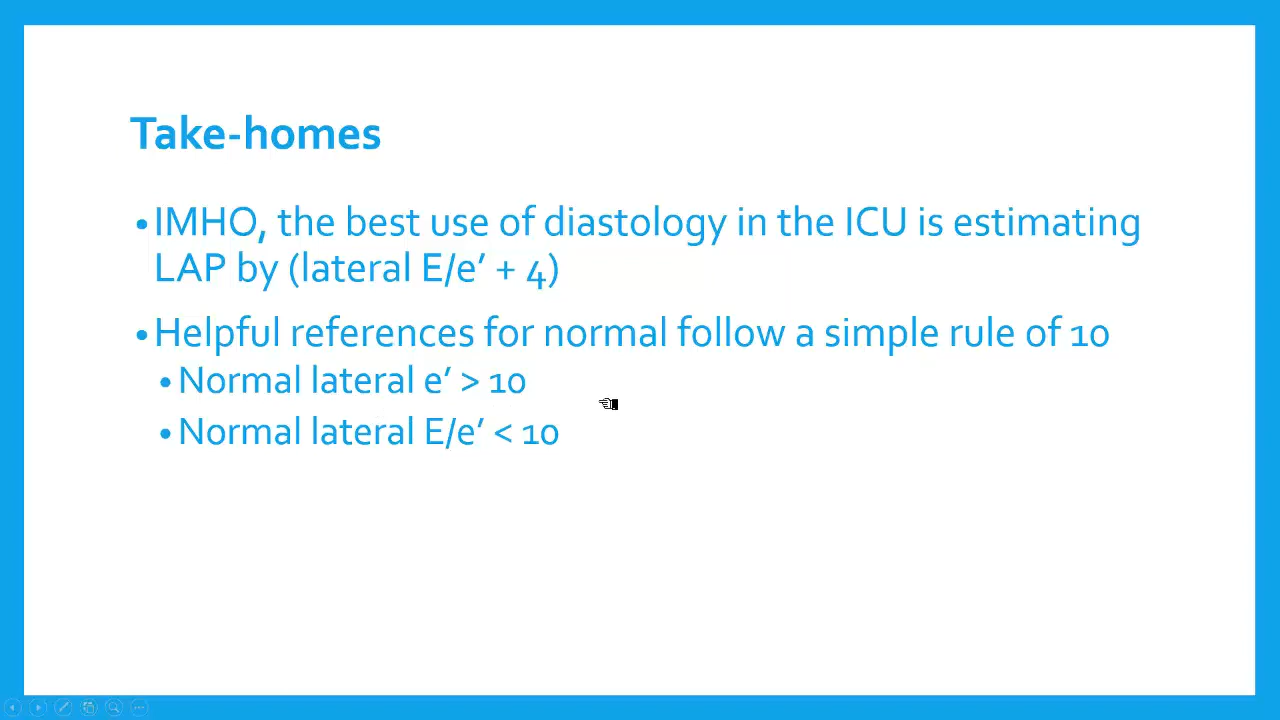 Take-homes
•IMHO, the best use of diastology in the ICU is estimating
LAP by (lateral E/e’ + 4)
•Helpful references for normal follow a simple rule of 10
•Normal lateral e’ > 10
•Normal lateral E/e’ < 10